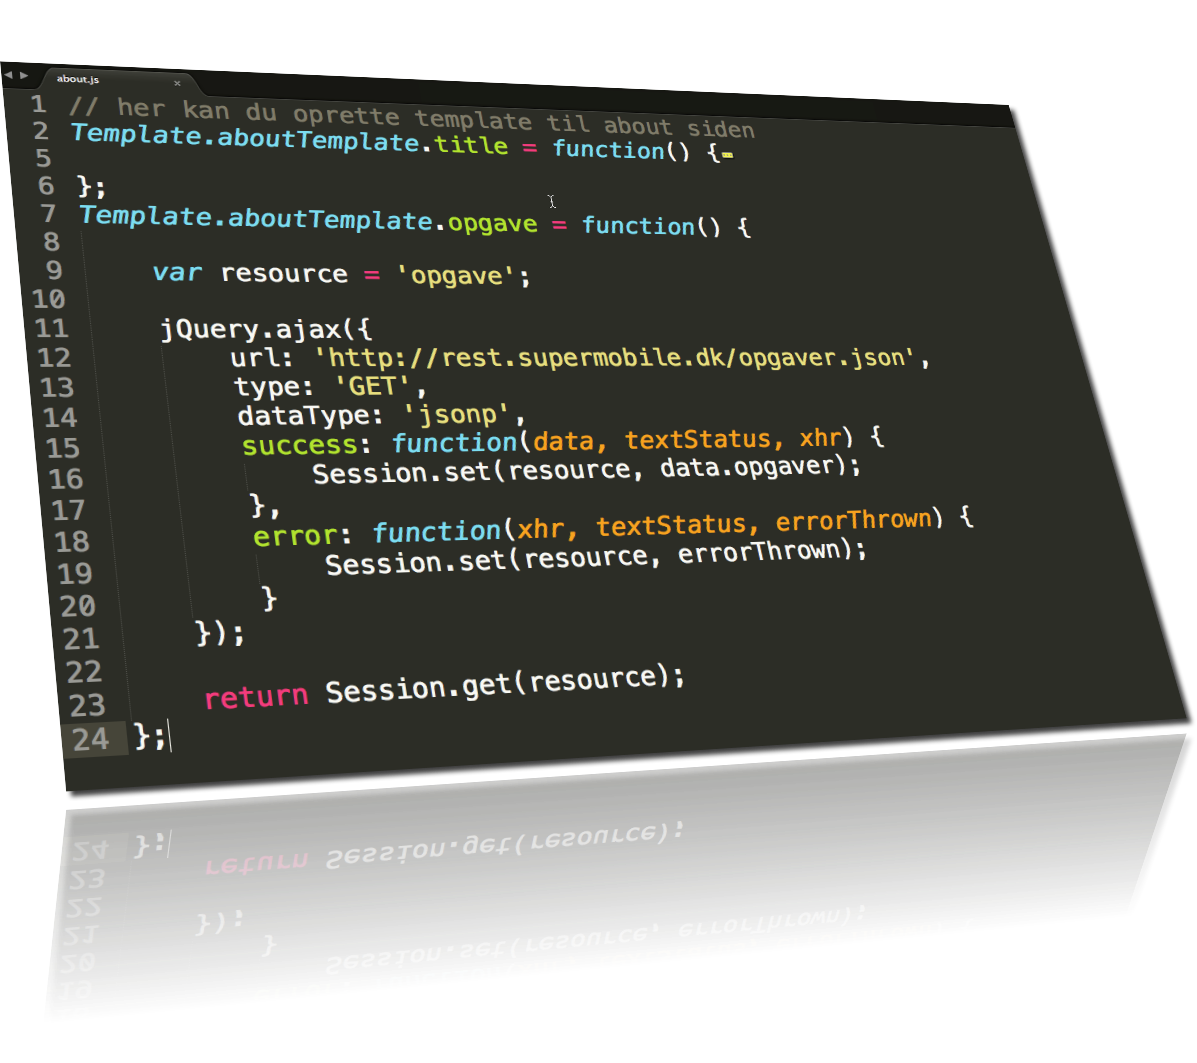 about.js
1 // her kan du oprette template til about siden
2 Template.aboutTemplate.title = function() {
5
6 };
7 Template.aboutTemplate.opgave = function() {
8
9 var resource = 'opgave';
10
11 jQuery.ajax({
12 url: 'http://rest.supermobile.dk/opgaver.json',
13 type: 'GET',
14 dataType: 'jsonp',
15 success: function(data, textStatus, xhr) {
16 Session.set(resource, data.opgaver);
17 },
18 error: function(xhr, textStatus, errorThrown) {
19 Session.set(resource, errorThrown);
20 }
21 });
22
23 return Session.get(resource);
24 };